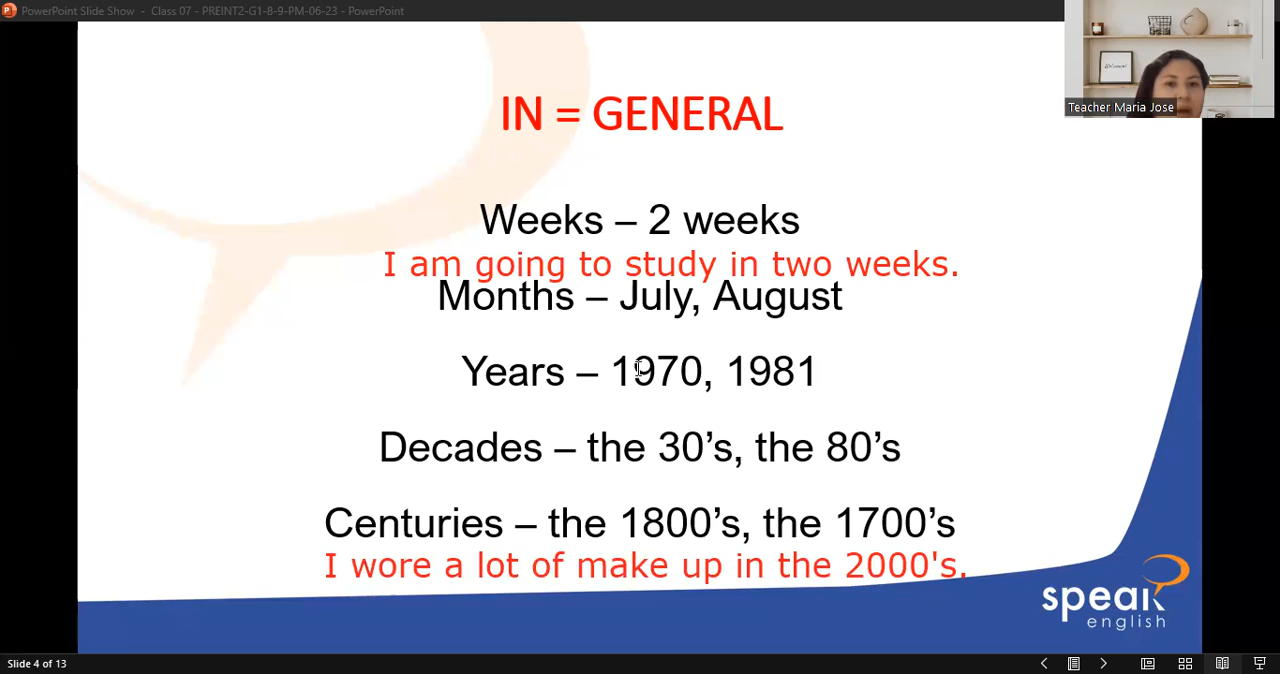 PowerPoint Slide Show - Class 07 - PREINT2-G1-8-9-PM-06-23 - PowerPoint
Teacher Maria Jose
IN = GENERAL
Weeks – 2 weeks
I am going to study in two weeks.
Months – July, August
Years – 1970, 1981
Decades – the 30’s, the 80’s
Centuries – the 1800’s, the 1700’s
I wore a lot of make up in the 2000's.
speak
english
Slide 4 of 13